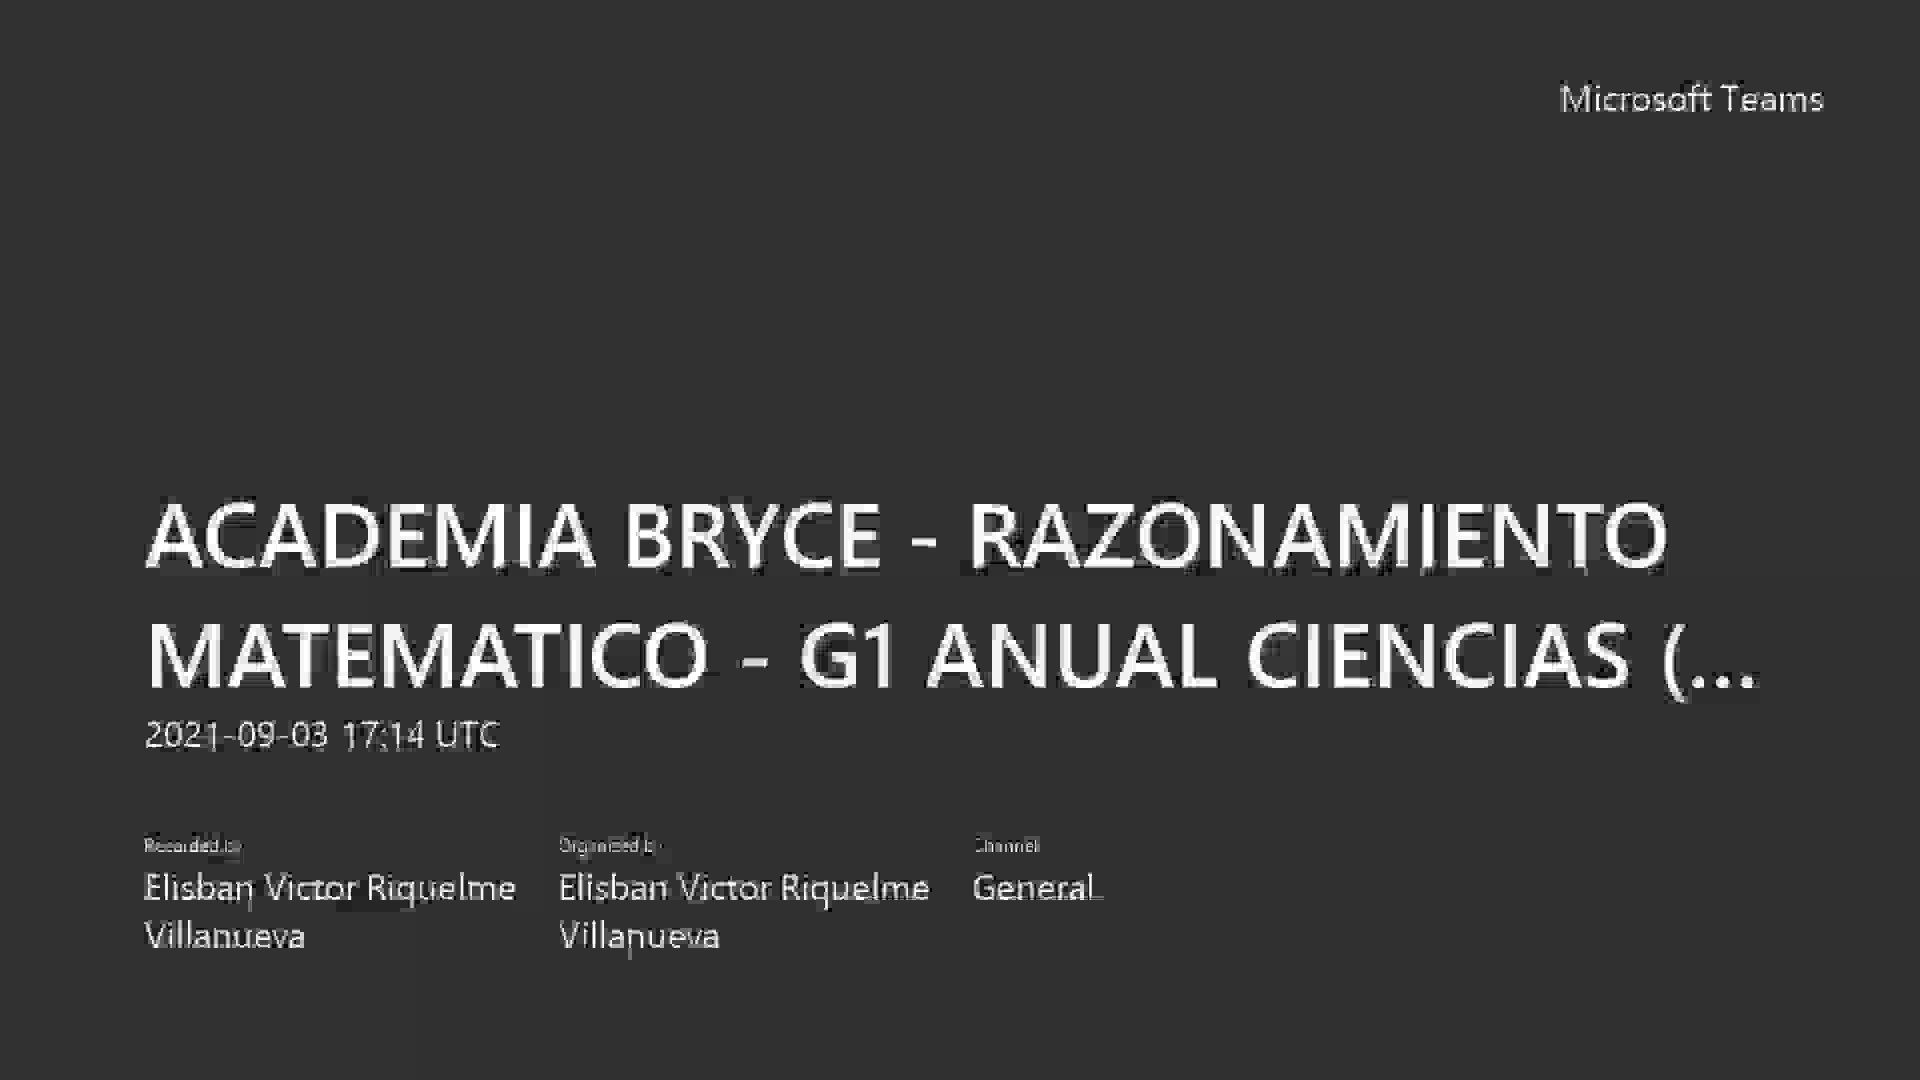 Microsoft Teams
ACADEMIA BRYCE - RAZONAMIENTO
MATEMATICO - G1 ANUAL CIENCIAS (...
2021-09-03 17:14 UTC
Recorded by
Organized by
Channel
Elisban Victor Riquelme
Villanueva
Elisban Victor Riquelme
Villanueva
General